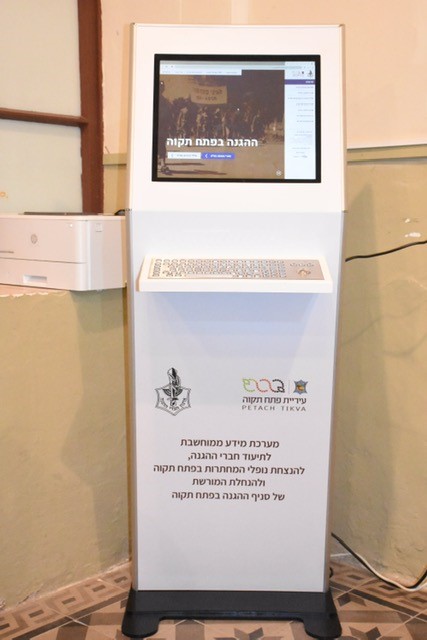 ההגנה בפתח תקוה
עיריית פתח תקוה
PETACH TIKVA
מערכת מידע ממוחשבת
לתיעוד חברי ההגנה,
להנצחת נופלי המחתרות בפתח תקוה
ולהנחלת המורשת
של סניף ההגנה בפתח תקוה
hp